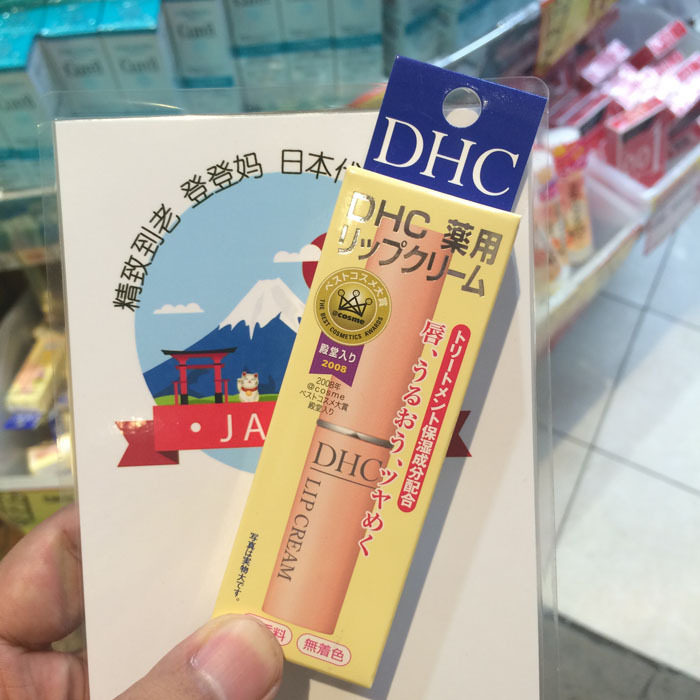 精致到老 登登妈 日本代
JA
DHC
DHC 薬用
リップクリーム
ベストコスメ大賞
@cosme
THE BEST COSMETICS AWARDS
殿堂入り
2008
2008年
@cosme
ベストコスメ大賞
殿堂入り
トリートメント保湿成分配合
唇、うるおう、ツヤめく
DHC
LIP CREAM
写真は実物大です。
香料
無着色